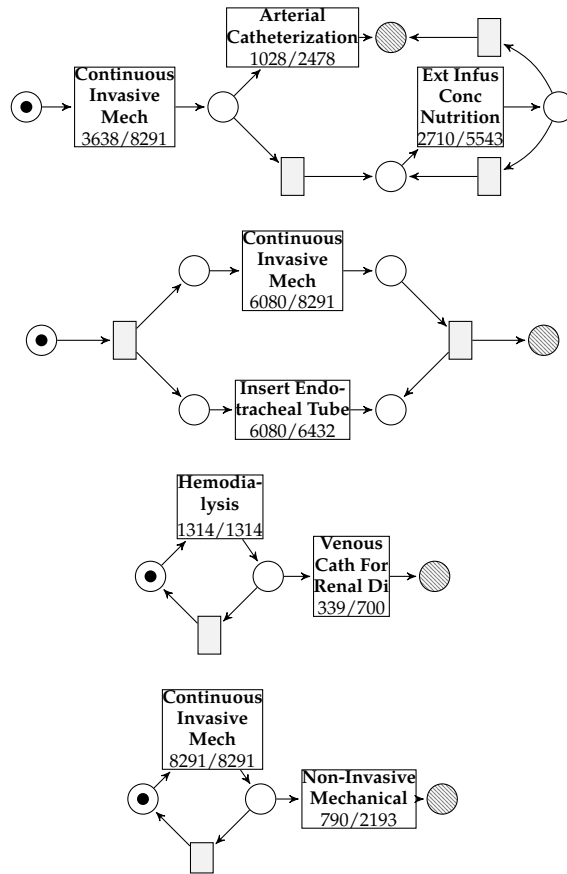 Arterial
Catheterization
1028/2478
Continuous
Invasive
Mech
3638/8291
Ext Infus
Conc
Nutrition
2710/5543
Continuous
Invasive
Mech
6080/8291
Insert Endo-
tracheal Tube
6080/6432
Hemodia-
lysis
1314/1314
Venous
Cath For
Renal Di
339/700
Continuous
Invasive
Mech
8291/8291
Non-Invasive
Mechanical
790/2193